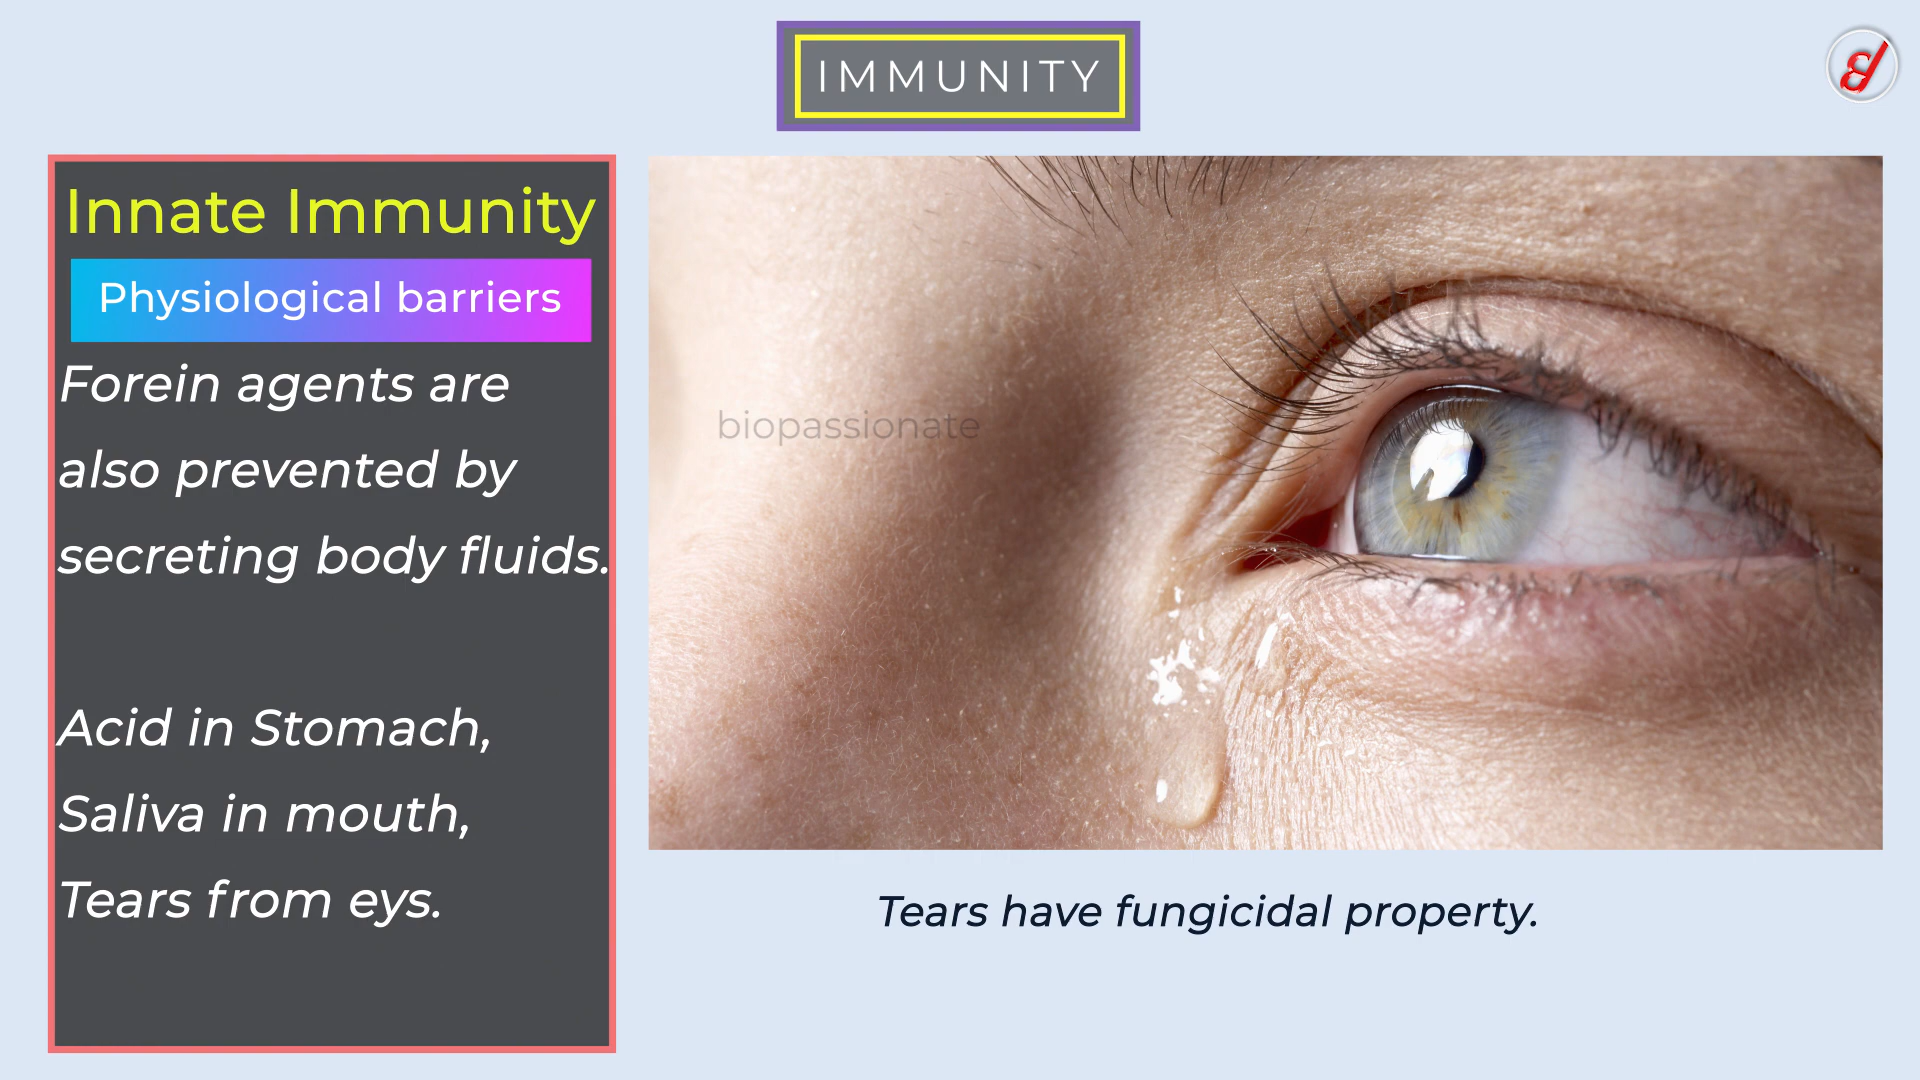 IMMUNITY
Innate Immunity
Physiological barriers
Forein agents are
also prevented by
secreting body fluids.
Acid in Stomach,
Saliva in mouth,
Tears from eys.
biopassionate
Tears have fungicidal property.